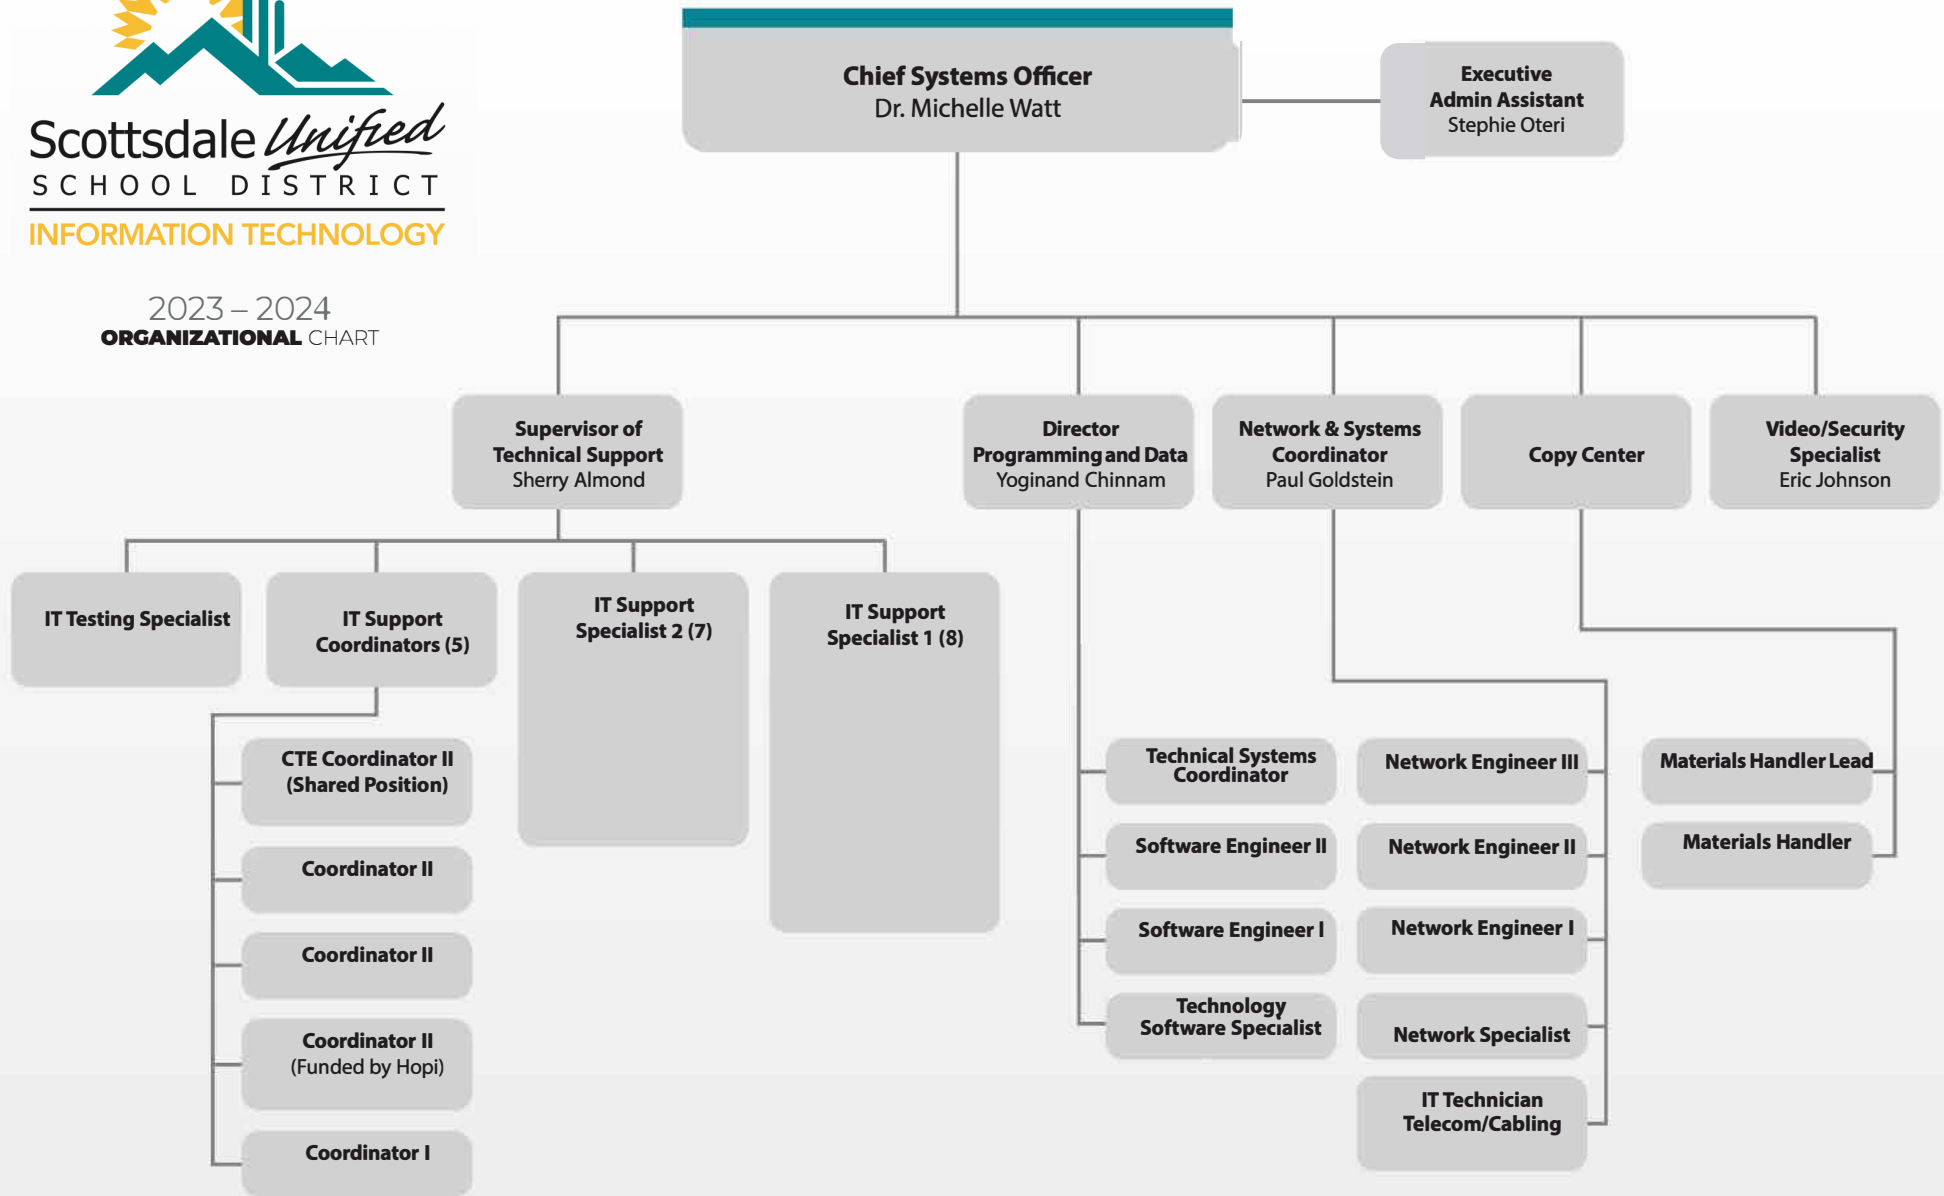 Scottsdale Unified
SCHOOL DISTRICT
INFORMATION TECHNOLOGY
2023 – 2024
ORGANIZATIONAL CHART
Chief Systems Officer
Dr. Michelle Watt
Executive
Admin Assistant
Stephie Oteri
Supervisor of
Technical Support
Sherry Almond
Director
Programming and Data
Yoginand Chinnam
Network & Systems
Coordinator
Paul Goldstein
Copy Center
Video/Security
Specialist
Eric Johnson
IT Testing Specialist
IT Support
Coordinators (5)
IT Support
Specialist 2 (7)
IT Support
Specialist 1 (8)
CTE Coordinator II
(Shared Position)
Coordinator II
Coordinator II
Coordinator II
(Funded by Hopi)
Coordinator I
Technical Systems
Coordinator
Software Engineer II
Software Engineer I
Technology
Software Specialist
Network Engineer III
Network Engineer II
Network Engineer I
Network Specialist
IT Technician
Telecom/Cabling
Materials Handler Lead
Materials Handler